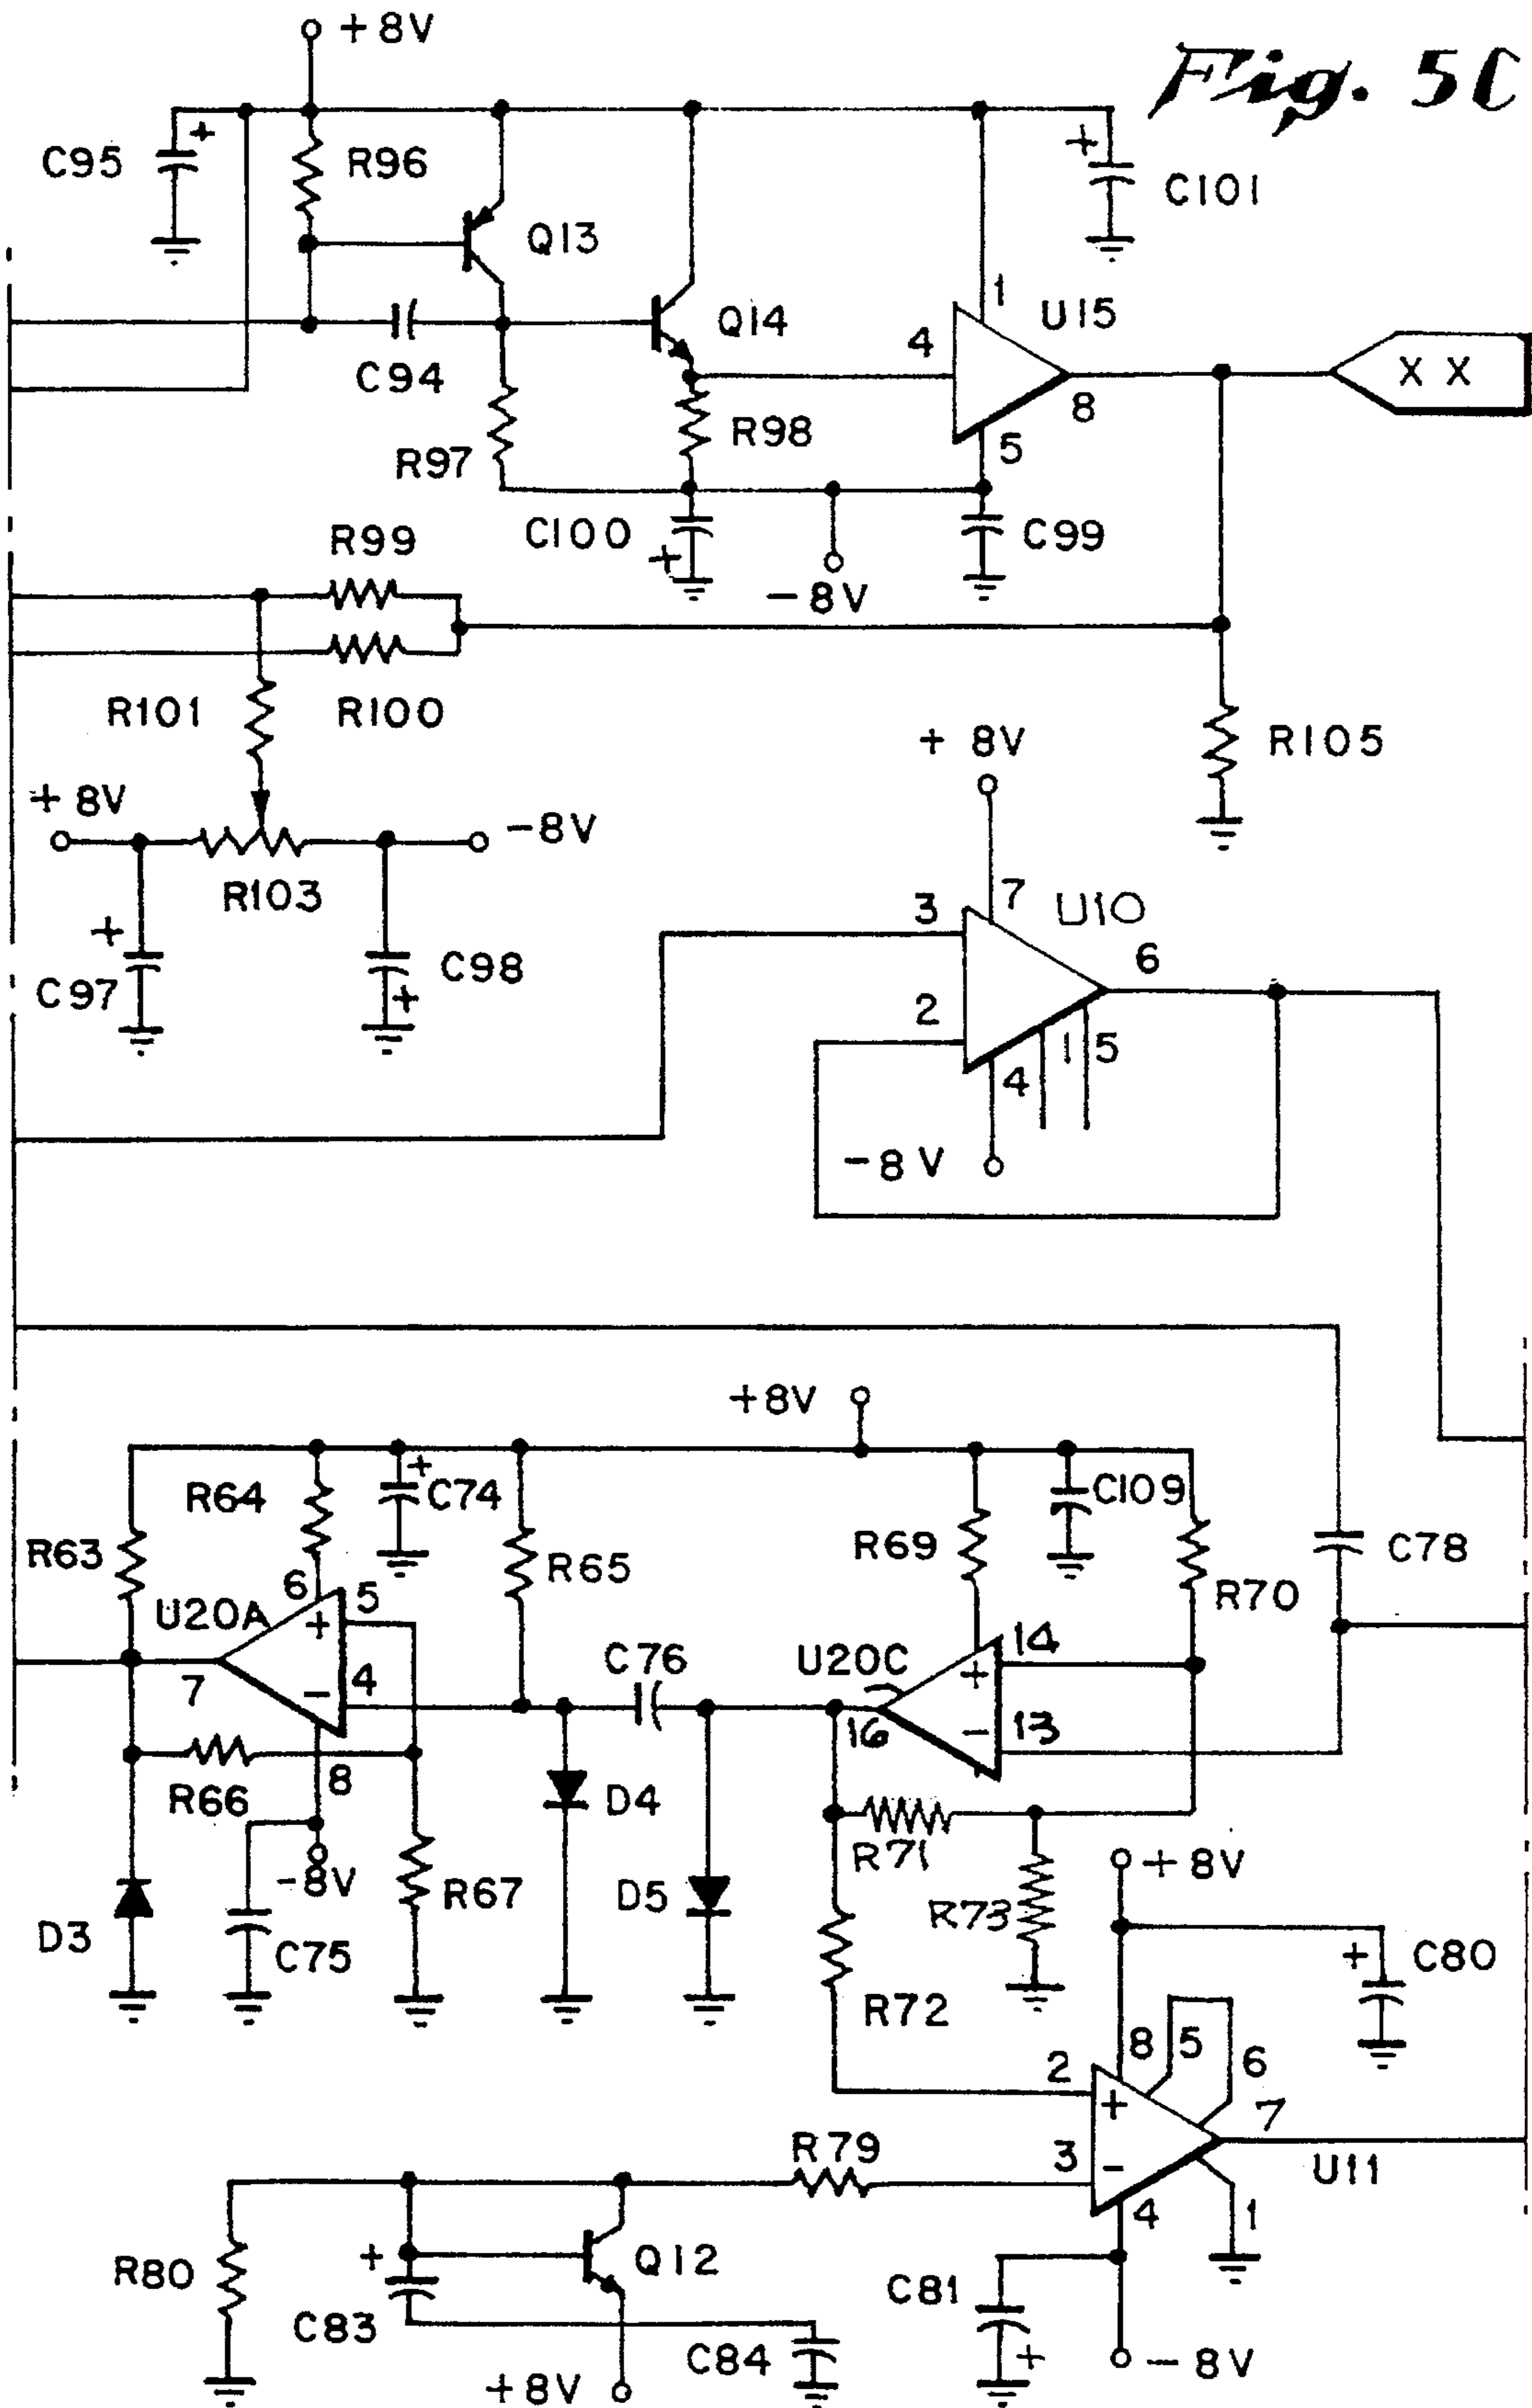 +8V
Fig. 5C
C95
+
R96
+
C101
Q13
Q14
1
U15
4
8
X X
C94
R98
5
R97
C100
+
C99
-8V
R99
R101
R100
+ 8V
R105
+ 8V
-8V
R103
3
7
U10
6
+
C97
C98
+
2
1
5
4
-8V
+8V
R64
+
C74
C109
R63
R69
C78
R65
R70
6
5
U20A
+
14
C76
U20C
+
7
4
-
16
-
13
R66
8
D4
R71
-8V
R67
D5
R73
+8V
D3
C75
+
C80
R72
8
5
6
2
+
7
R79
3
-
U11
4
1
+
Q12
R80
C81
C83
C84
+
+8V
-8V